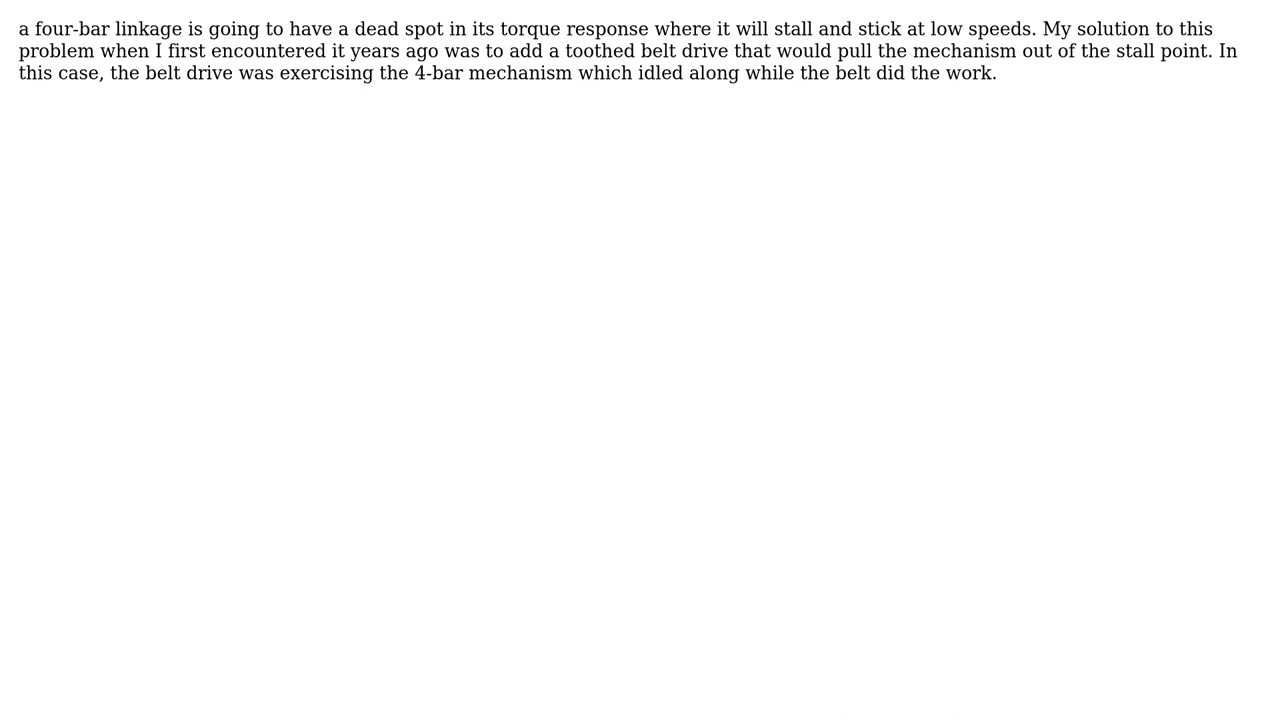 a four-bar linkage is going to have a dead spot in its torque response where it will stall and stick at low speeds. My solution to this
problem when I first encountered it years ago was to add a toothed belt drive that would pull the mechanism out of the stall point. In
this case, the belt drive was exercising the 4-bar mechanism which idled along while the belt did the work.